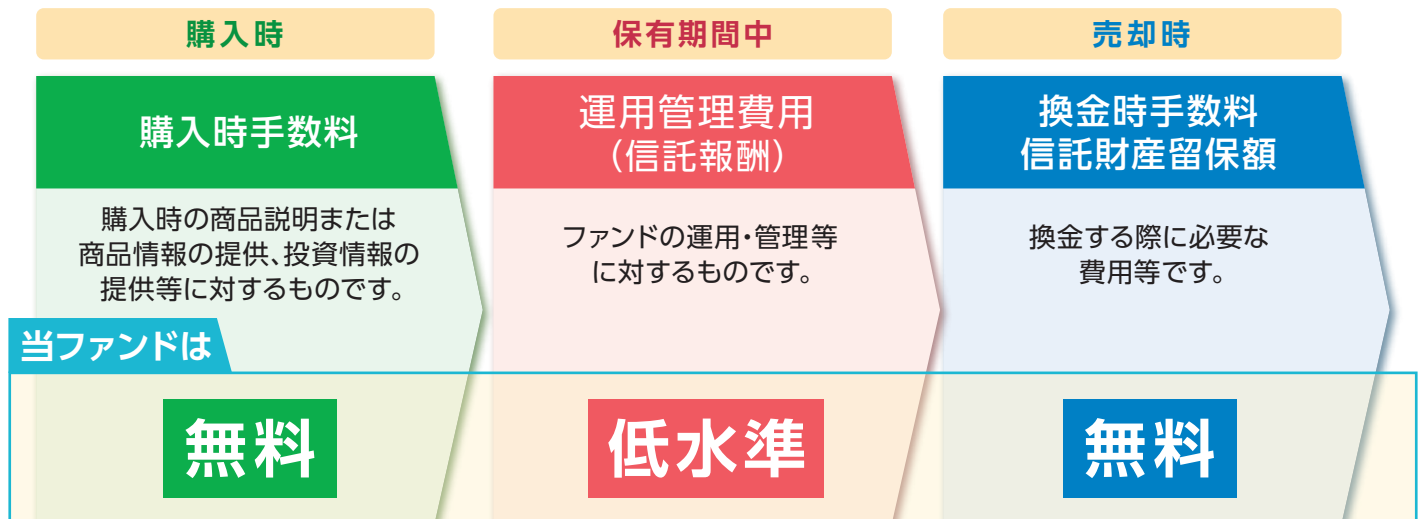 購入時
購入時手数料
購入時の商品説明または
商品情報の提供、投資情報の
提供等に対するものです。
保有期間中
運用管理費用
(信託報酬)
ファンドの運用・管理等
に対するものです。
売却時
換金時手数料
信託財産留保額
換金する際に必要な
費用等です。
当ファンドは
無料
低水準
無料